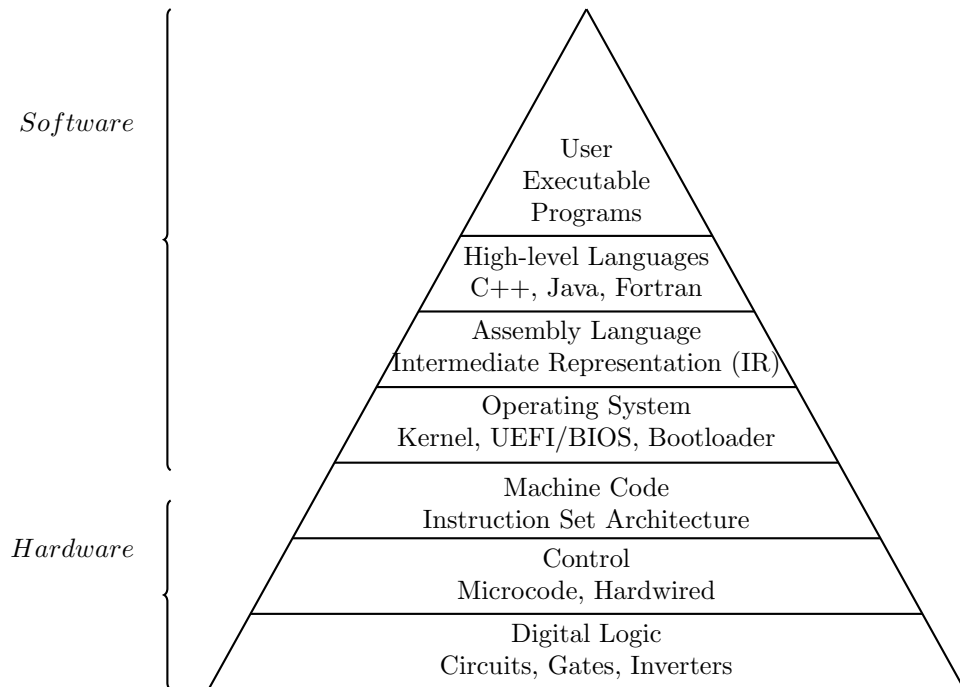 Software
User
Executable
Programs
High-level Languages
C++, Java, Fortran
Assembly Language
Intermediate Representation (IR)
Operating System
Kernel, UEFI/BIOS, Bootloader
Hardware
Machine Code
Instruction Set Architecture
Control
Microcode, Hardwired
Digital Logic
Circuits, Gates, Inverters